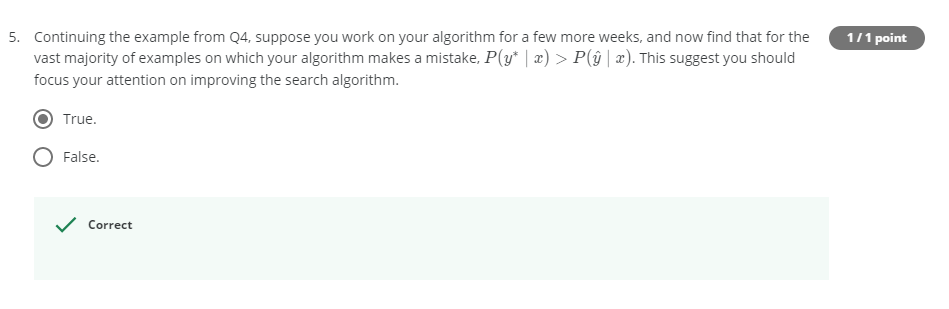 5. Continuing the example from Q4, suppose you work on your algorithm for a few more weeks, and now find that for the
1 / 1 point
vast majority of examples on which your algorithm makes a mistake, P(y* | x) > P(ŷ | x). This suggest you should
focus your attention on improving the search algorithm.
True.
False.
Correct